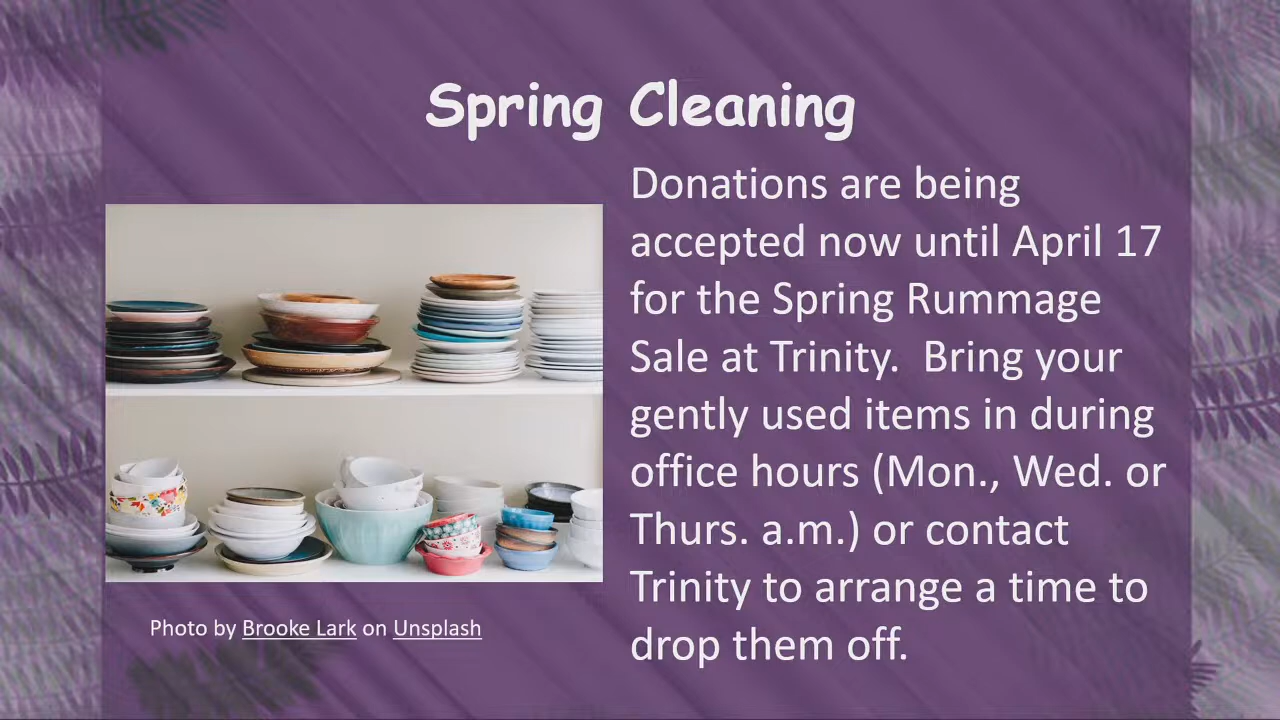 Spring Cleaning
Donations are being
accepted now until April 17
for the Spring Rummage
Sale at Trinity.  Bring your
gently used items in during
office hours (Mon., Wed. or
Thurs. a.m.) or contact
Trinity to arrange a time to
drop them off.
Photo by Brooke Lark on Unsplash